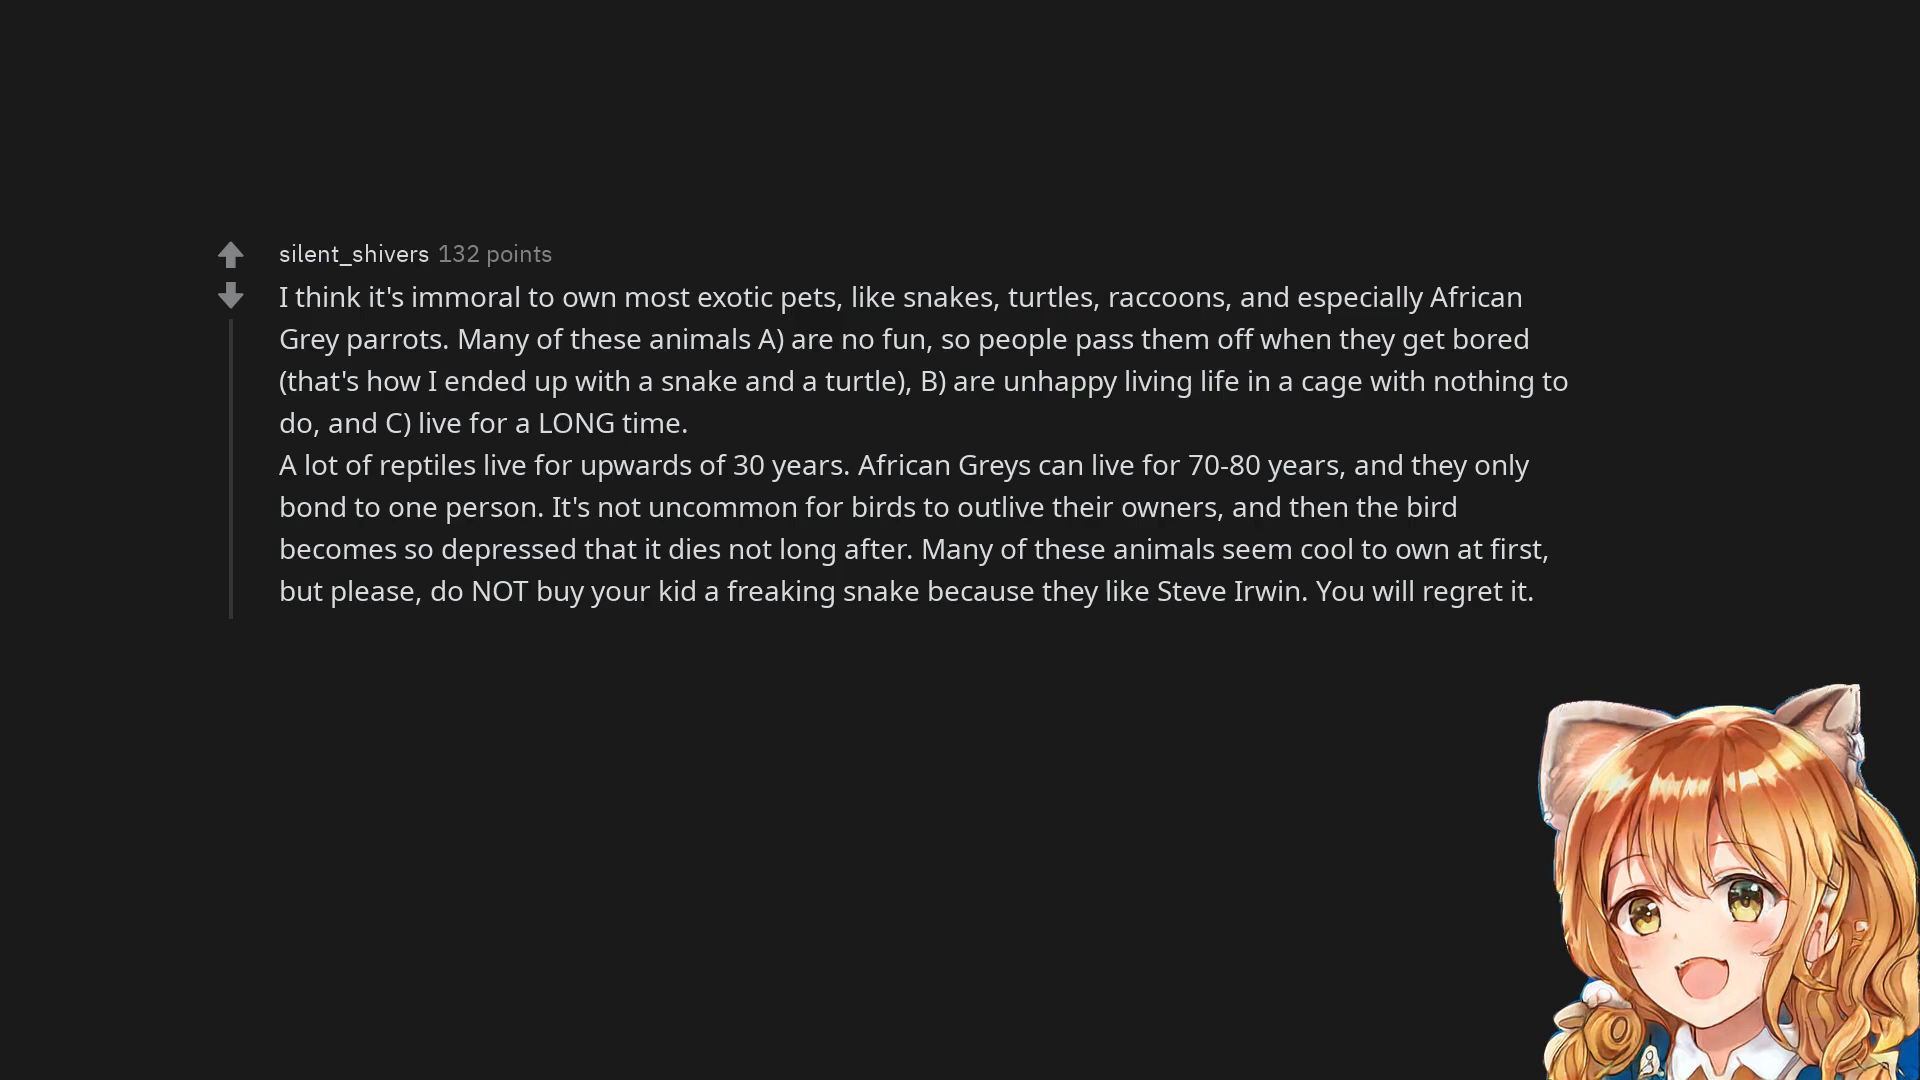 silent_shivers 132 points
I think it's immoral to own most exotic pets, like snakes, turtles, raccoons, and especially African
Grey parrots. Many of these animals A) are no fun, so people pass them off when they get bored
(that's how I ended up with a snake and a turtle), B) are unhappy living life in a cage with nothing to
do, and C) live for a LONG time.
A lot of reptiles live for upwards of 30 years. African Greys can live for 70-80 years, and they only
bond to one person. It's not uncommon for birds to outlive their owners, and then the bird
becomes so depressed that it dies not long after. Many of these animals seem cool to own at first,
but please, do NOT buy your kid a freaking snake because they like Steve Irwin. You will regret it.